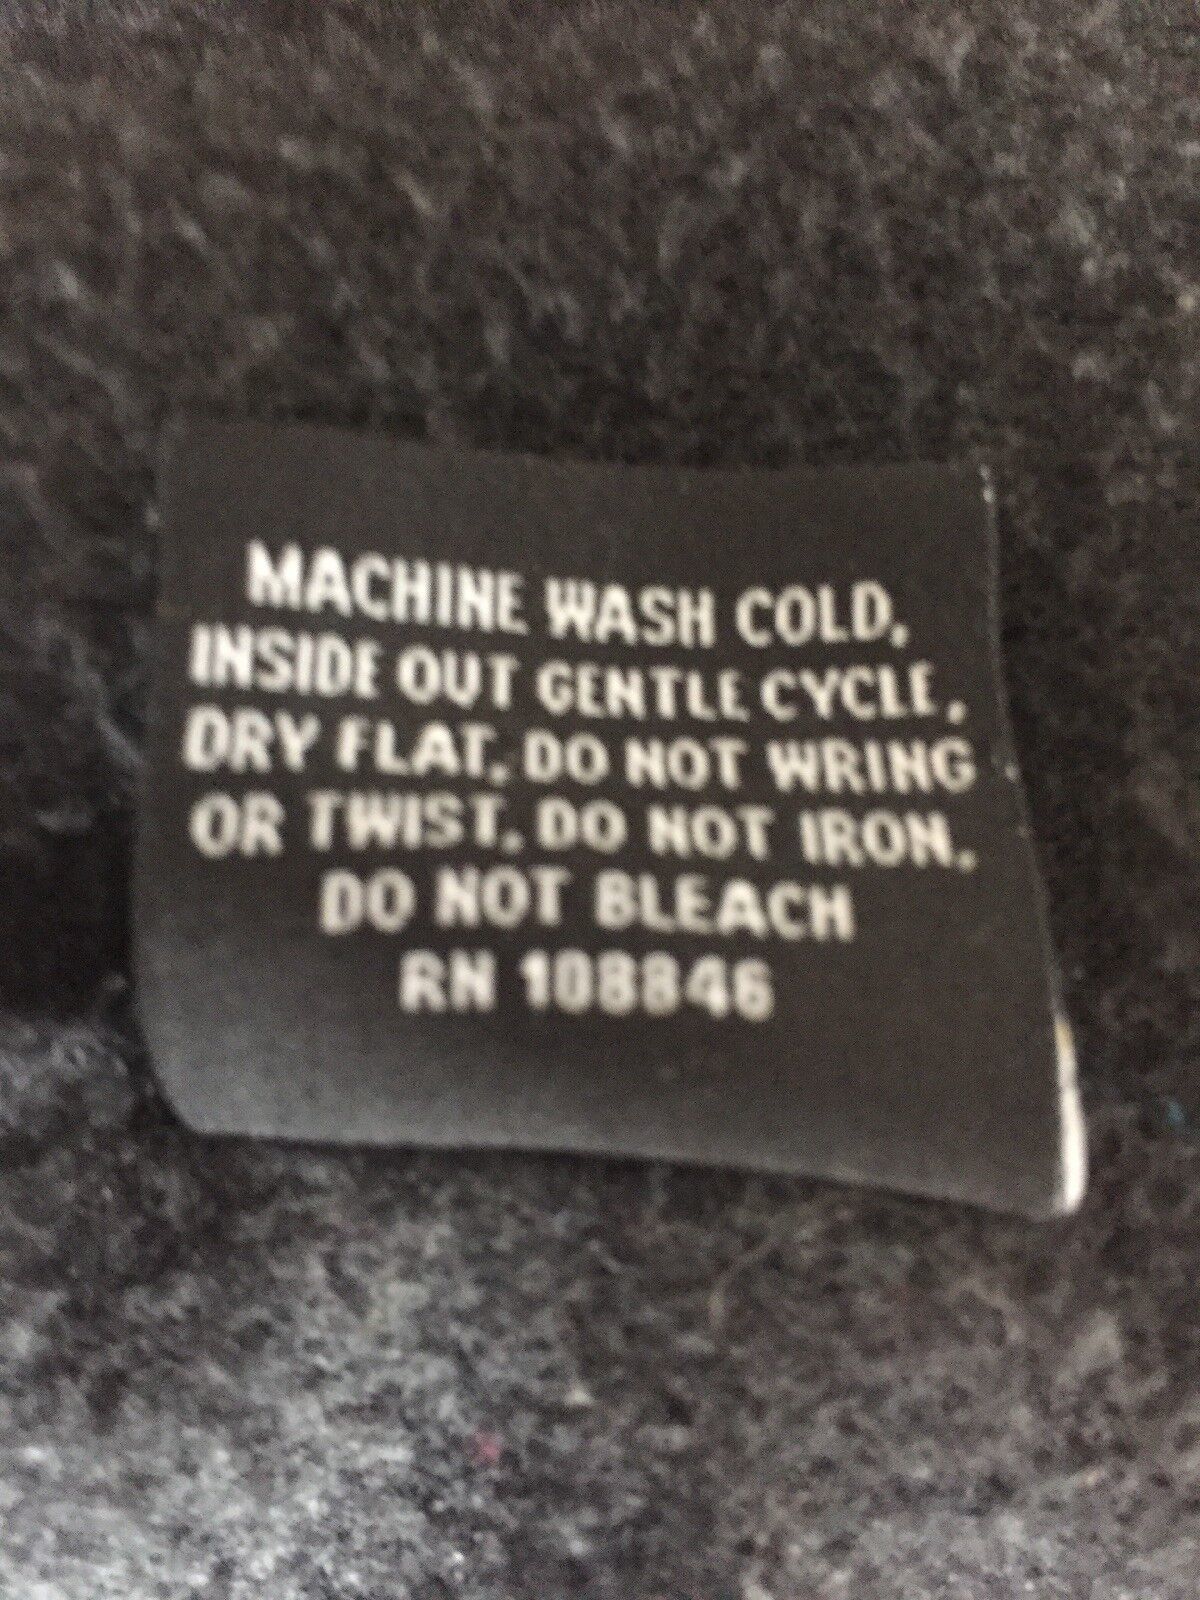 MACHINE WASH COLD,
INSIDE OUT GENTLE CYCLE,
DRY FLAT, DO NOT WRING
OR TWIST, DO NOT IRON,
DO NOT BLEACH
RN 108846